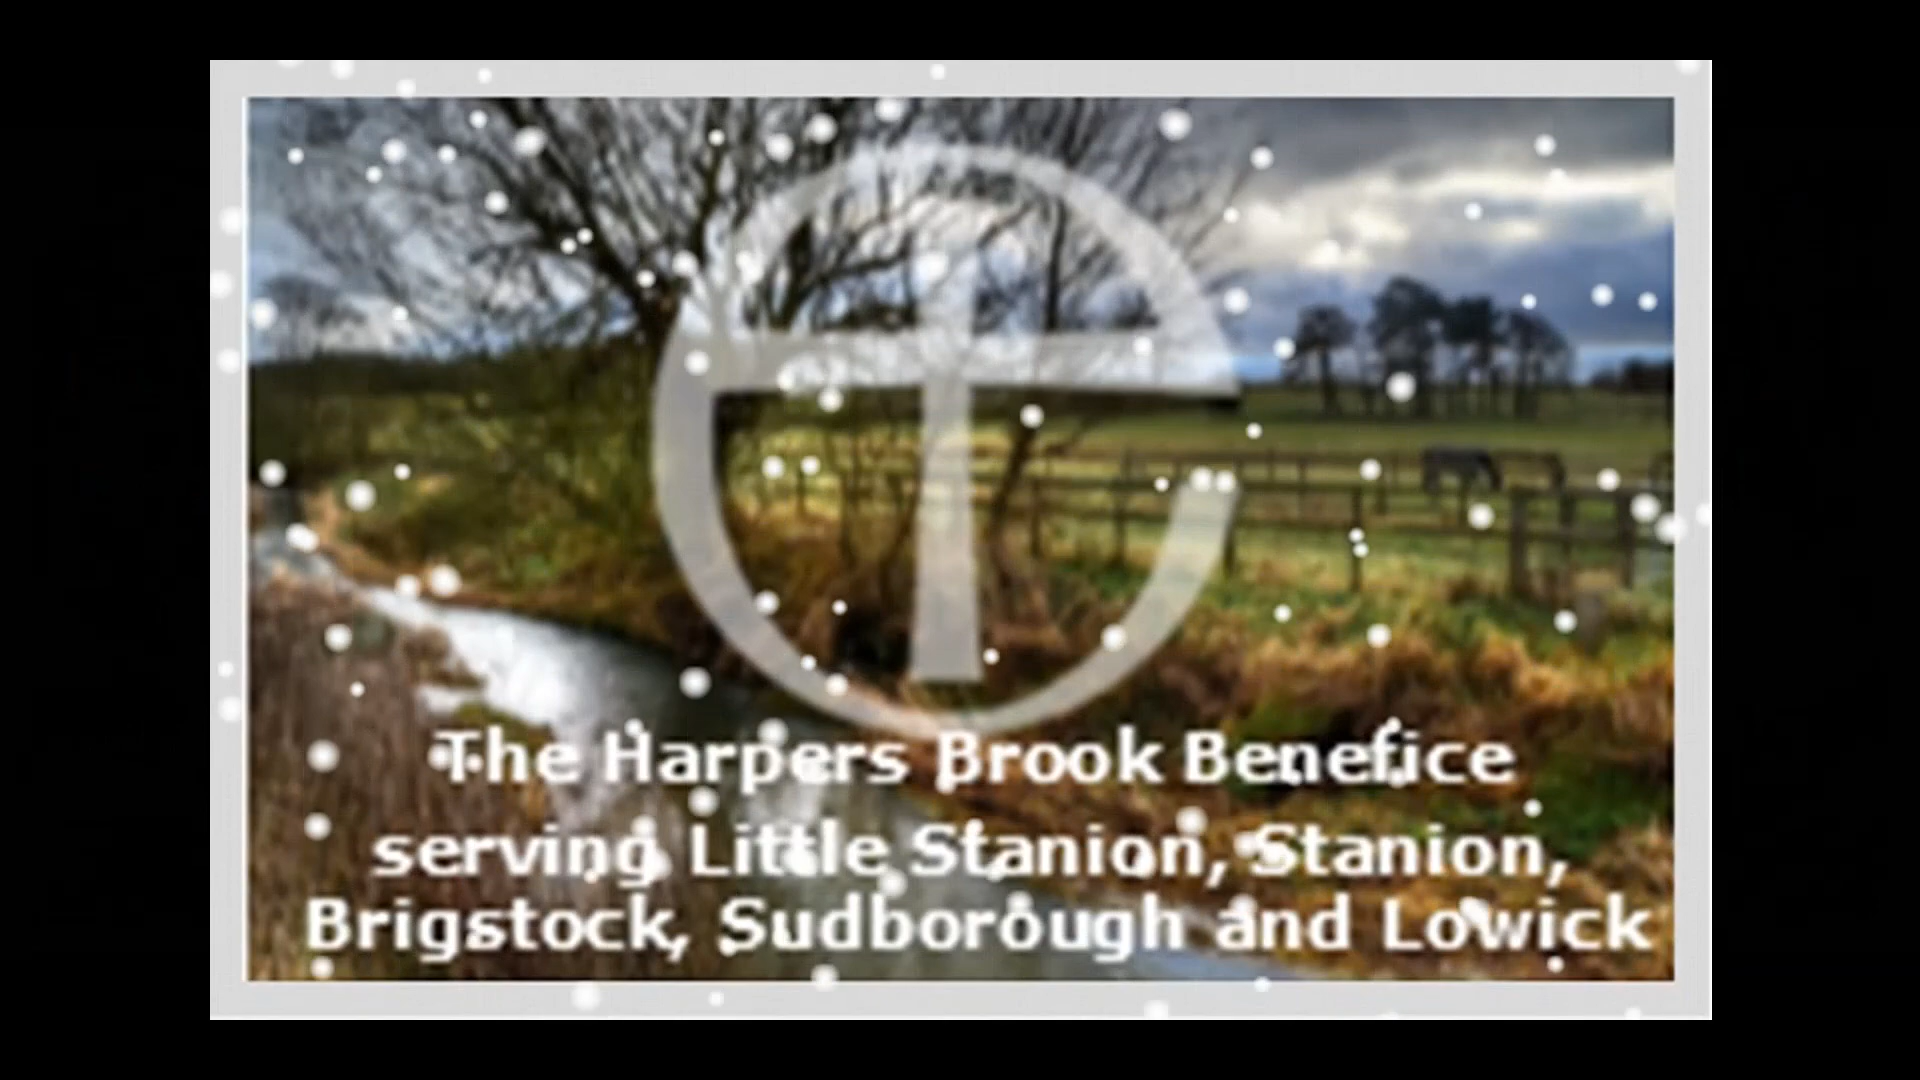 The Harpers Brook Benefice
serving Little Stanion, Stanion,
Brigstock, Sudborough and Lowick